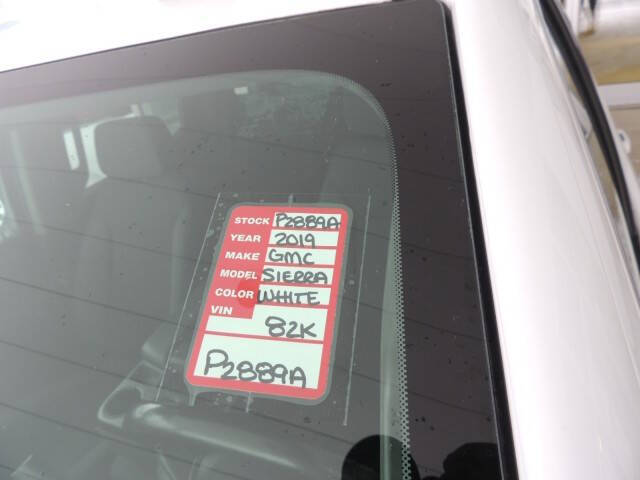 STOCK P2889A
YEAR 2019
MAKE GMC
MODEL SIERRA
COLOR WHITE
VIN
82K
P2889A